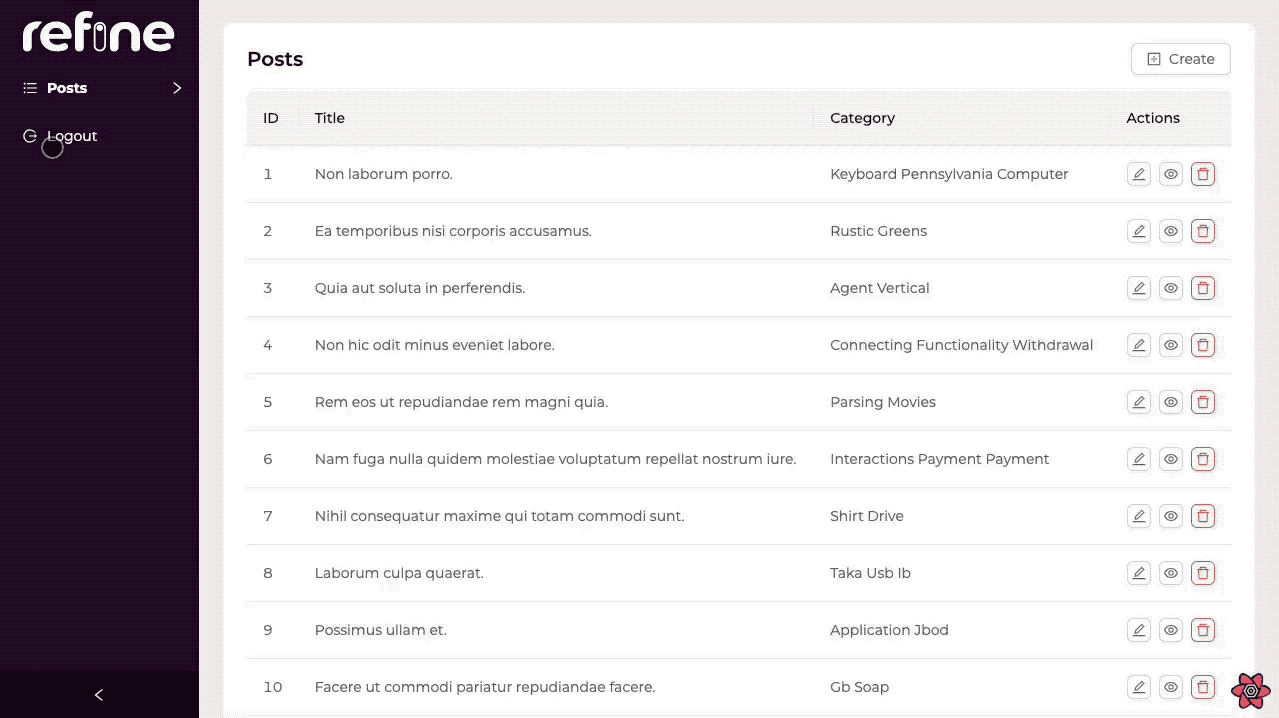 refine
Posts
Logout
Posts
Create
ID Title Category Actions
1 Non laborum porro. Keyboard Pennsylvania Computer
2 Ea temporibus nisi corporis accusamus. Rustic Greens
3 Quia aut soluta in perferendis. Agent Vertical
4 Non hic odit minus eveniet labore. Connecting Functionality Withdrawal
5 Rem eos ut repudiandae rem magni quia. Parsing Movies
6 Nam fuga nulla quidem molestiae voluptatum repellat nostrum iure. Interactions Payment Payment
7 Nihil consequatur maxime qui totam commodi sunt. Shirt Drive
8 Laborum culpa quaerat. Taka Usb Ib
9 Possimus ullam et. Application Jbod
10 Facere ut commodi pariatur repudiandae facere. Gb Soap